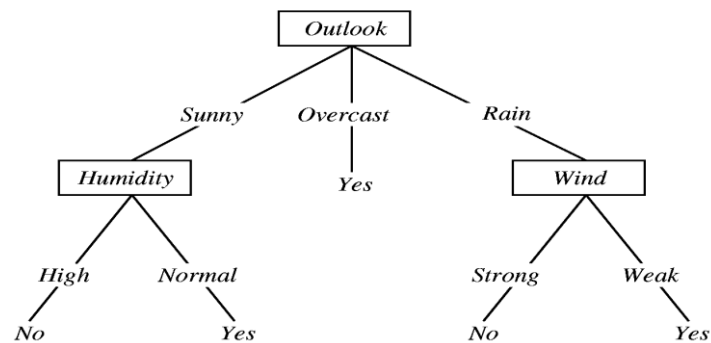 Outlook
Sunny Overcast Rain
Humidity Yes Wind
High Normal Strong Weak
No Yes No Yes